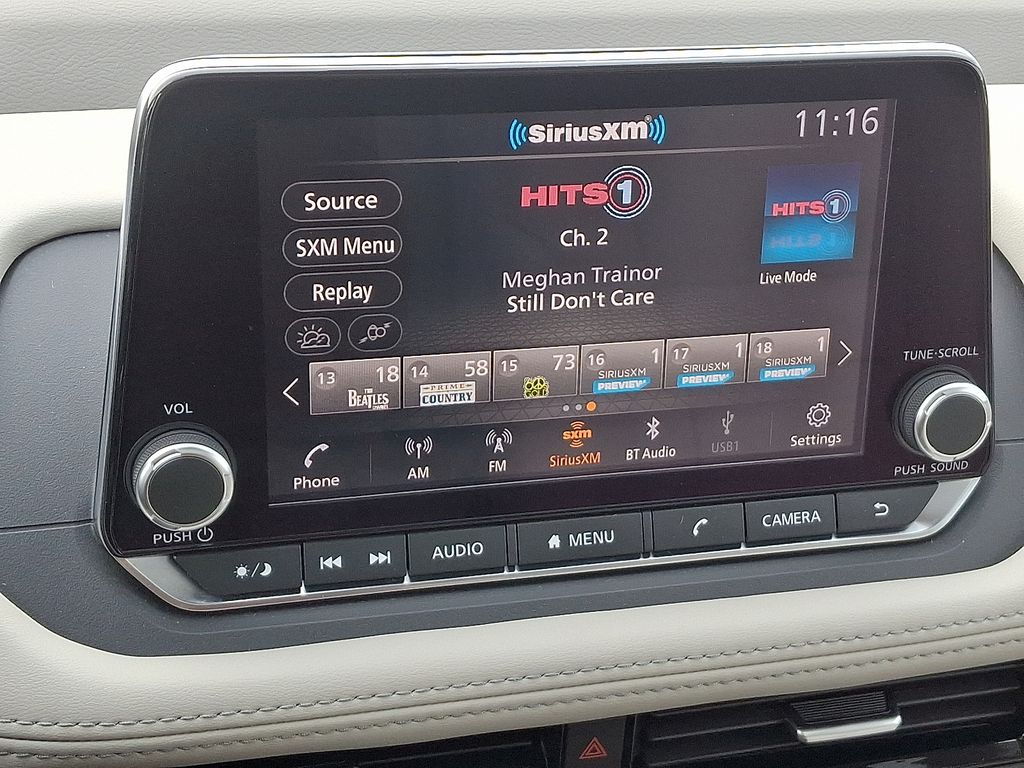 SiriusXM
11:16
Source
SXM Menu
Replay
HITS 1
Ch. 2
Meghan Trainor
Still Don't Care
HITS 1
Live Mode
13 18
THE
BEATLES
14 58
PRIME
COUNTRY
15 73
16 1
SIRIUSXM
PREVIEW
17 1
SIRIUSXM
PREVIEW
18 1
SIRIUSXM
PREVIEW
Phone
AM
FM
sxm
SiriusXM
BT Audio
USB1
Settings
VOL
PUSH
TUNE·SCROLL
PUSH SOUND
AUDIO
MENU
CAMERA